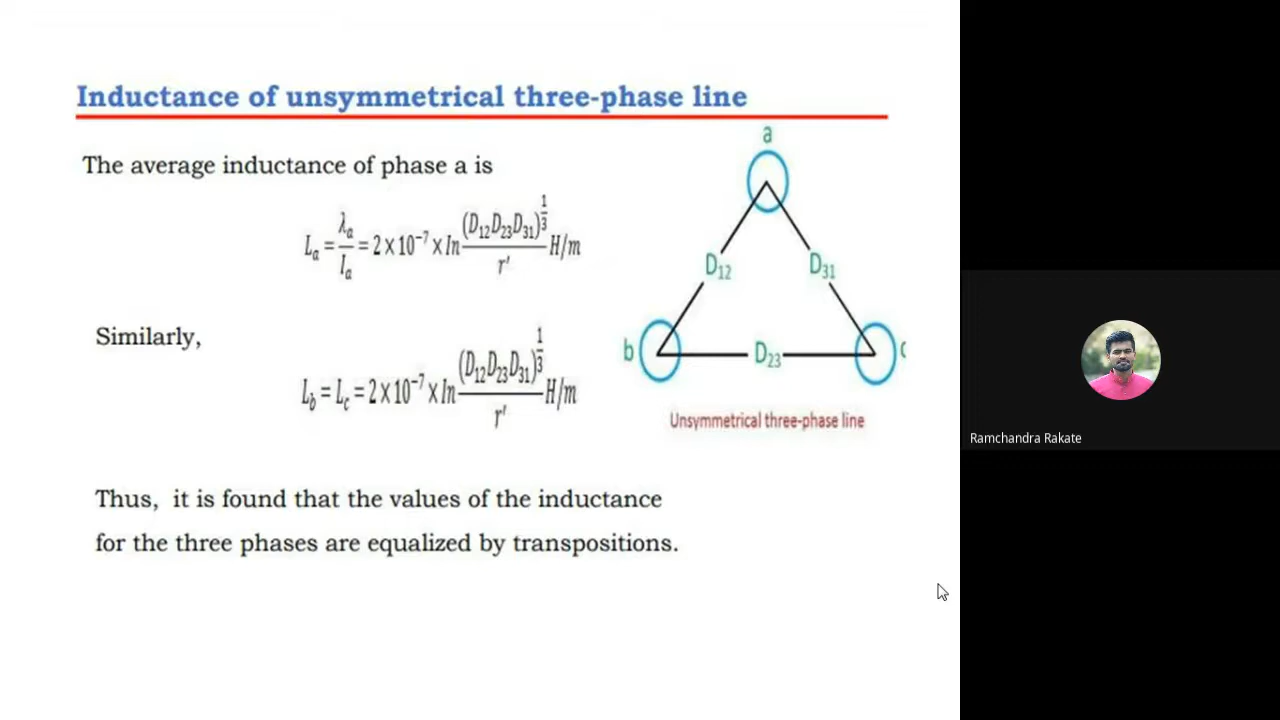 Inductance of unsymmetrical three-phase line
The average inductance of phase a is
Lₐ = λₐ/Iₐ = 2 × 10⁻⁷ × ln (D₁₂D₂₃D₃₁)^(1/3) / r' H/m
Similarly,
L_b = L_c = 2 × 10⁻⁷ × ln (D₁₂D₂₃D₃₁)^(1/3) / r' H/m
Thus, it is found that the values of the inductance
for the three phases are equalized by transpositions.
a
D₁₂
D₃₁
b
D₂₃
c
Unsymmetrical three-phase line
Ramchandra Rakate